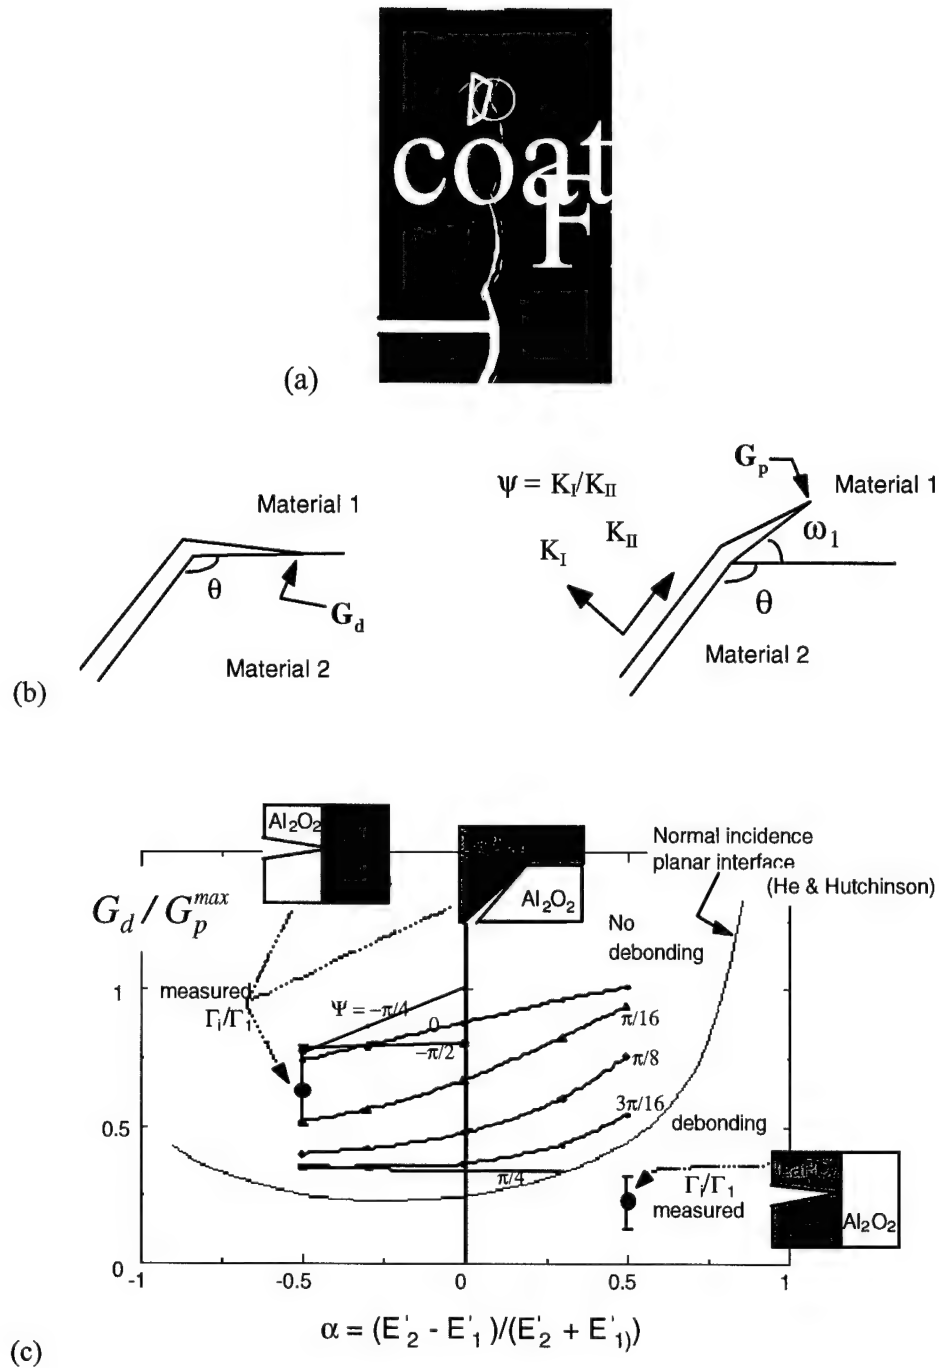 coat
F
(a)
Material 1
θ
G_d
Material 2
Ψ = K_I/K_II
K_I
K_II
G_p
Material 1
ω_1
θ
Material 2
(b)
Al₂O₂
Al₂O₂
Normal incidence
planar interface
(He & Hutchinson)
G_d / G_p^max
No
debonding
measured
Γ_i/Γ_1
Ψ = −π/4
0
−π/2
π/16
π/8
3π/16
π/4
debonding
Γ_i/Γ_1
measured
Al₂O₂
1
0.5
0
-1
-0.5
0
0.5
1
α = (E'_2 - E'_1)/(E'_2 + E'_1))
(c)